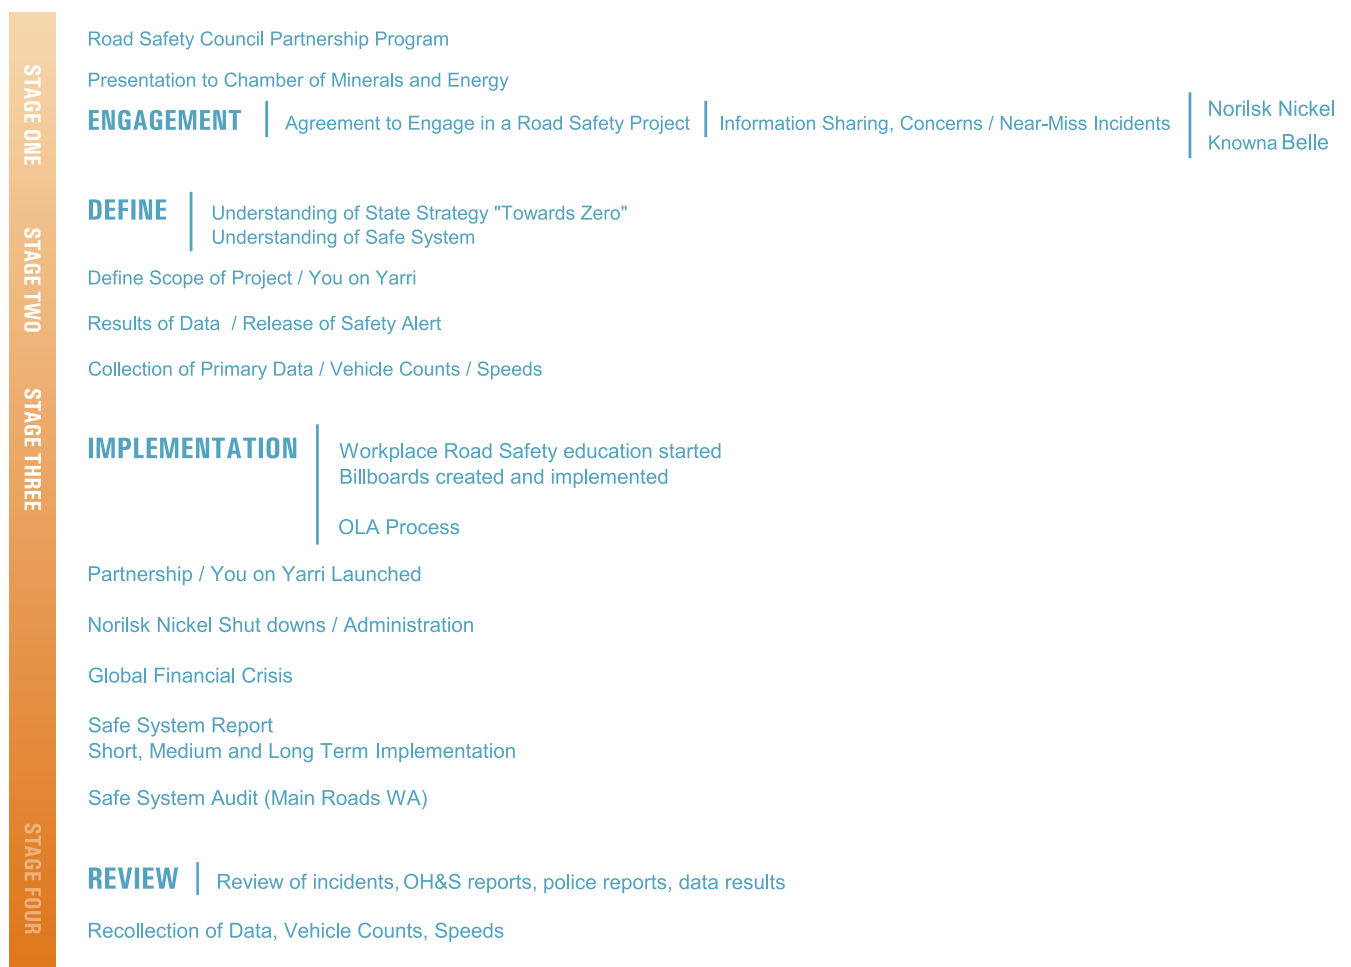 STAGE ONE
Road Safety Council Partnership Program
Presentation to Chamber of Minerals and Energy
ENGAGEMENT
Agreement to Engage in a Road Safety Project
Information Sharing, Concerns / Near-Miss Incidents
Norilsk Nickel
Knowna Belle
STAGE TWO
DEFINE
Understanding of State Strategy "Towards Zero"
Understanding of Safe System
Define Scope of Project / You on Yarri
Results of Data / Release of Safety Alert
Collection of Primary Data / Vehicle Counts / Speeds
STAGE THREE
IMPLEMENTATION
Workplace Road Safety education started
Billboards created and implemented
OLA Process
Partnership / You on Yarri Launched
Norilsk Nickel Shut downs / Administration
Global Financial Crisis
Safe System Report
Short, Medium and Long Term Implementation
Safe System Audit (Main Roads WA)
STAGE FOUR
REVIEW
Review of incidents, OH&S reports, police reports, data results
Recollection of Data, Vehicle Counts, Speeds